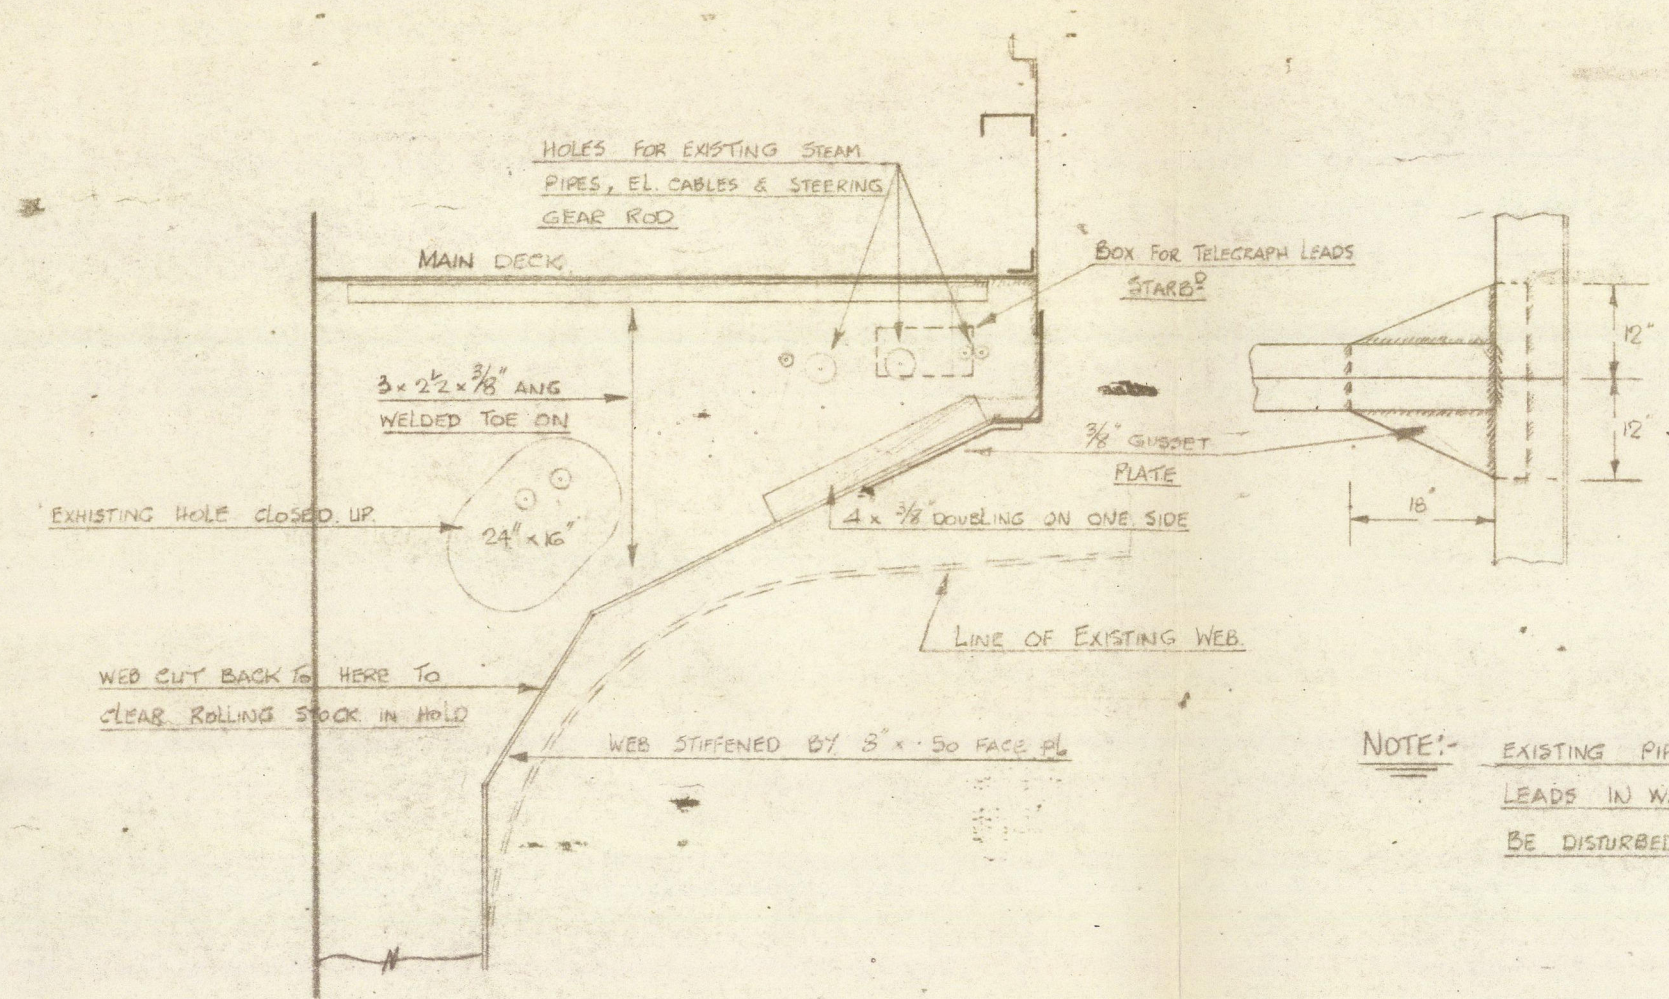 HOLES FOR EXISTING STEAM
PIPES, EL. CABLES & STEERING
GEAR ROD
MAIN DECK
BOX FOR TELEGRAPH LEADS
STARBD
3 x 2½ x 3/8" ANG
WELDED TOE ON
EXHISTING HOLE CLOSED. UP.
24" x 16"
3/8" GUSSET
PLATE
4 x 3/8" DOUBLING ON ONE SIDE
LINE OF EXISTING WEB.
WEB CUT BACK TO HERE TO
CLEAR ROLLING STOCK IN HOLD
WEB STIFFENED BY 8" x .50 FACE PL
12"
12"
18"
NOTE:- EXISTING PIP
LEADS IN W
BE DISTURBED